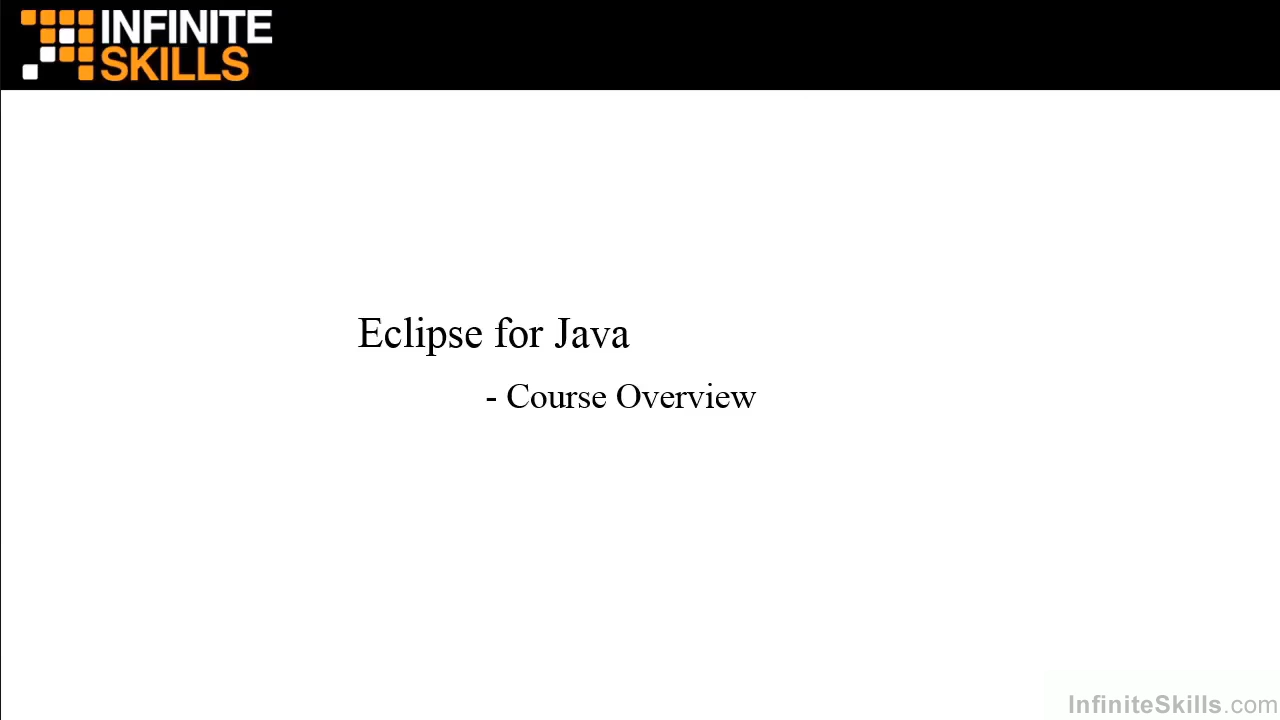 INFINITE
SKILLS
Eclipse for Java
- Course Overview
InfiniteSkills.com